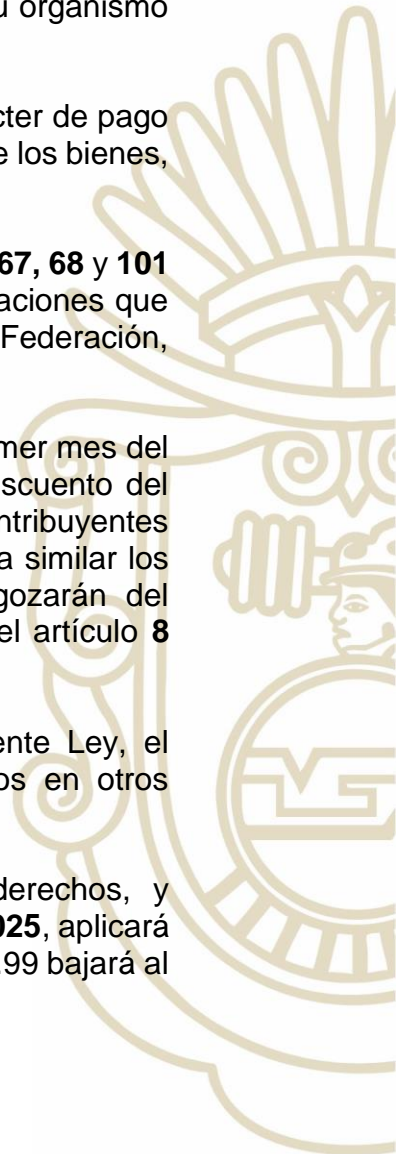 u organismo
cter de pago
e los bienes,
67, 68 y 101
aciones que
Federación,
mer mes del
scuento del
ntribuyentes
a similar los
gozarán del
el artículo 8
ente Ley, el
os en otros
derechos, y
025, aplicará
.99 bajará al